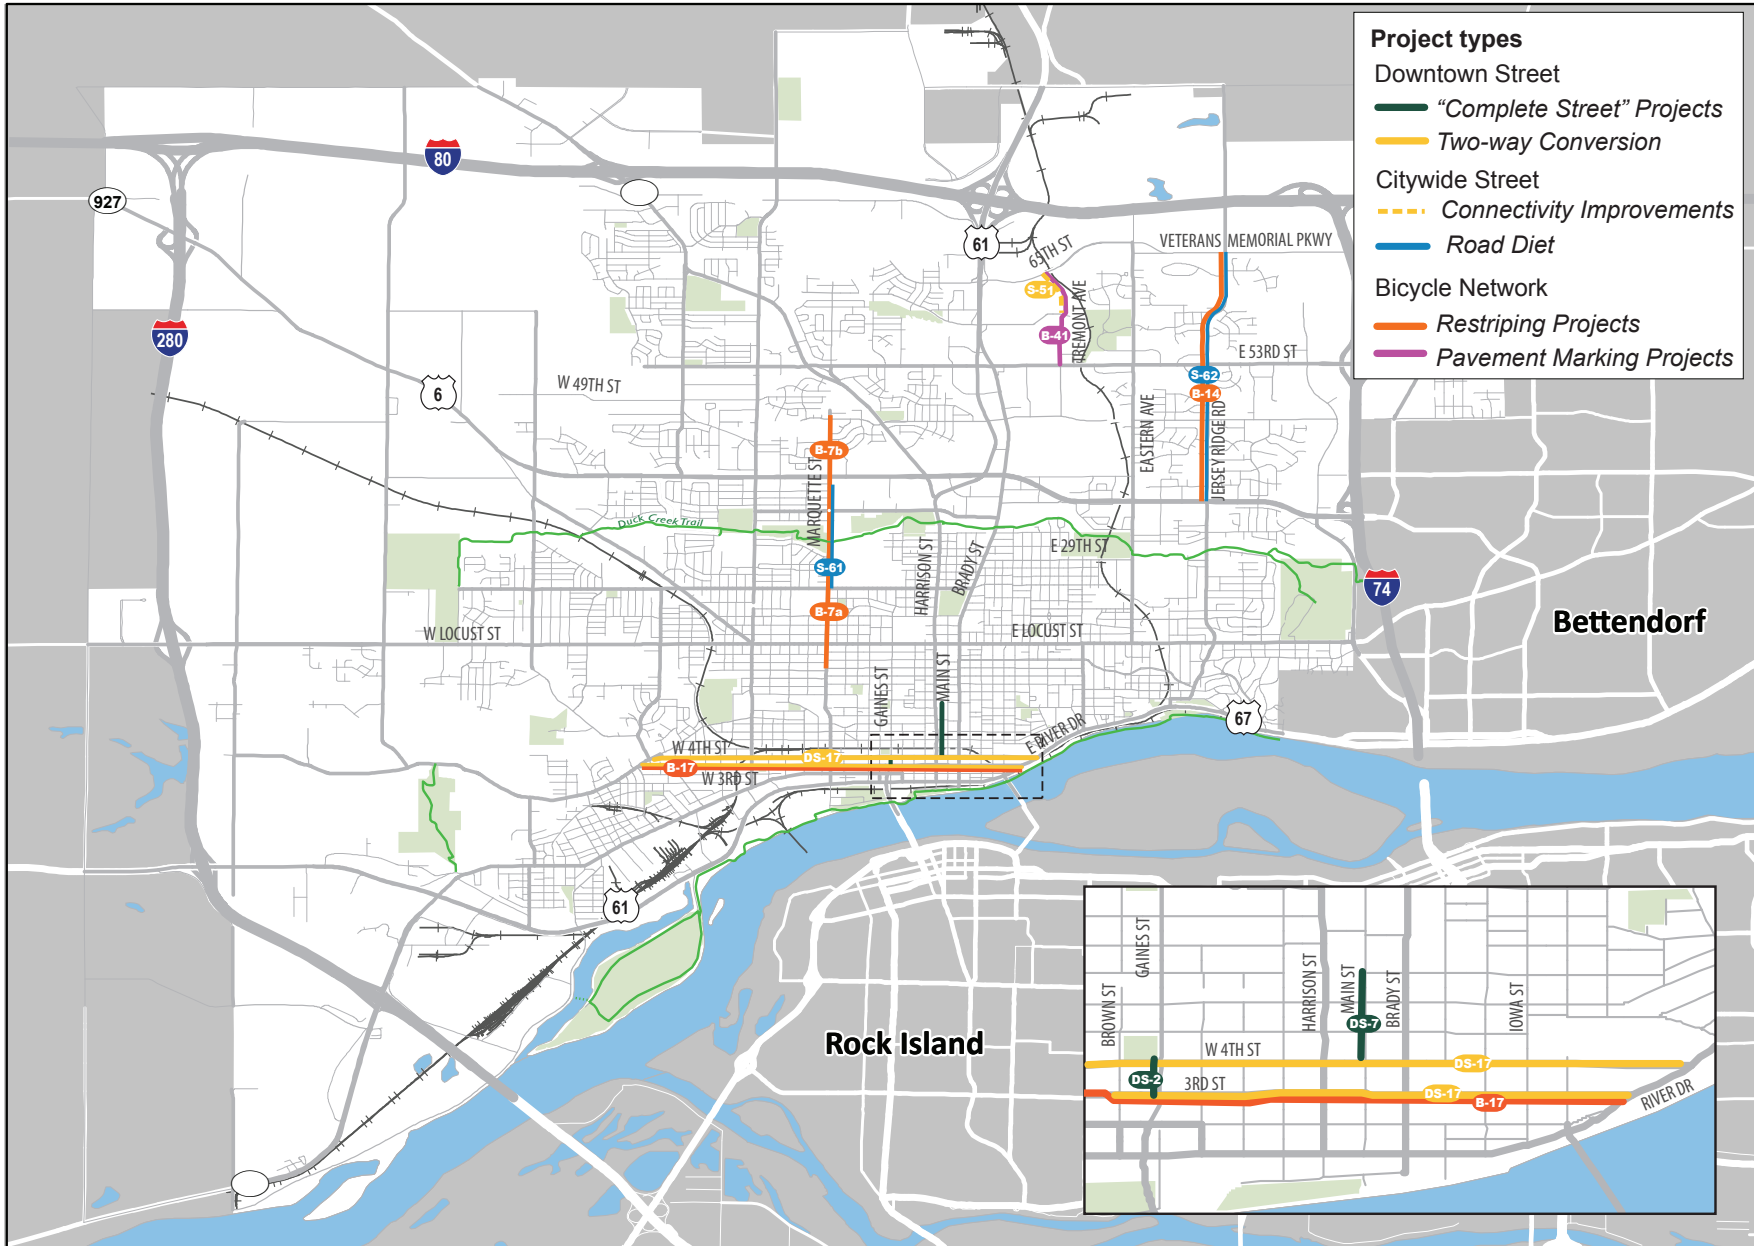 Project types
Downtown Street
“Complete Street” Projects
Two-way Conversion
Citywide Street
Connectivity Improvements
Road Diet
Bicycle Network
Restriping Projects
Pavement Marking Projects
80
927
61
65TH ST
VETERANS MEMORIAL PKWY
S-51
TREMONT AVE
280
B-41
E 53RD ST
6
W 49TH ST
S-62
B-14
EASTERN AVE
JERSEY RIDGE RD
B-7b
MARQUETTE ST
Duck Creek Trail
HARRISON ST
BRADY ST
E 29TH ST
S-61
74
B-7a
Bettendorf
W LOCUST ST
E LOCUST ST
GAINES ST
MAIN ST
67
E RIVER DR
W 4TH ST
DS-17
B-17
W 3RD ST
61
Rock Island
GAINES ST
BROWN ST
HARRISON ST
MAIN ST
BRADY ST
IOWA ST
DS-7
W 4TH ST
DS-17
DS-2
3RD ST
DS-17
B-17
RIVER DR